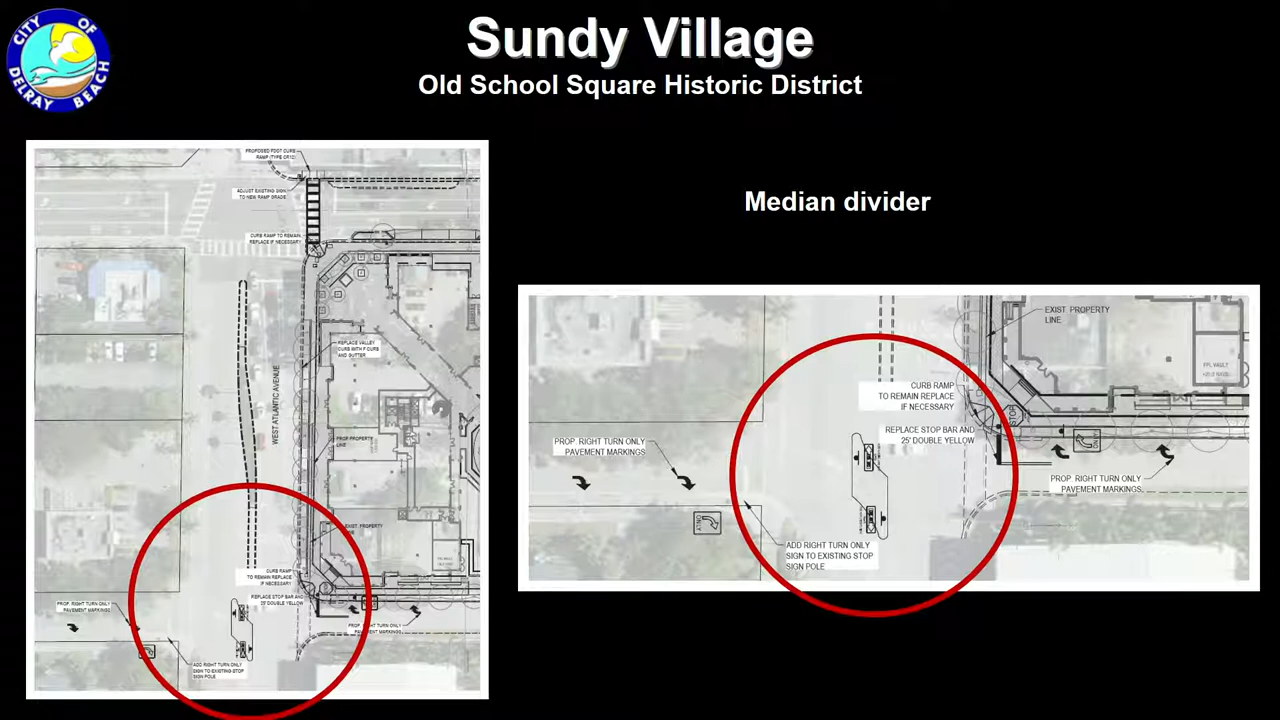 CITY OF
DELRAY BEACH
Sundy Village
Old School Square Historic District
PROPOSED FDOT CURB
RAMP (TYPE CR12)
ADJUST EXISTING SIGN
TO NEW RAMP GRADE
CURB RAMP TO REMAIN
REPLACE IF NECESSARY
REPLACE VALLEY
CURB WITH F CURB
AND GUTTER
WEST ATLANTIC AVENUE
PROP. PROPERTY
LINE
EXIST. PROPERTY
LINE
CURB RAMP
TO REMAIN REPLACE
IF NECESSARY
REPLACE STOP BAR AND
25' DOUBLE YELLOW
PROP. RIGHT TURN ONLY
PAVEMENT MARKINGS
PROP. RIGHT TURN ONLY
PAVEMENT MARKINGS
ADD RIGHT TURN ONLY
SIGN TO EXISTING STOP
SIGN POLE
Median divider
EXIST. PROPERTY
LINE
FPL VAULT
CURB RAMP
TO REMAIN REPLACE
IF NECESSARY
STOP
REPLACE STOP BAR AND
25' DOUBLE YELLOW
ONLY
PROP. RIGHT TURN ONLY
PAVEMENT MARKINGS
PROP. RIGHT TURN ONLY
PAVEMENT MARKINGS
ONLY
ADD RIGHT TURN ONLY
SIGN TO EXISTING STOP
SIGN POLE